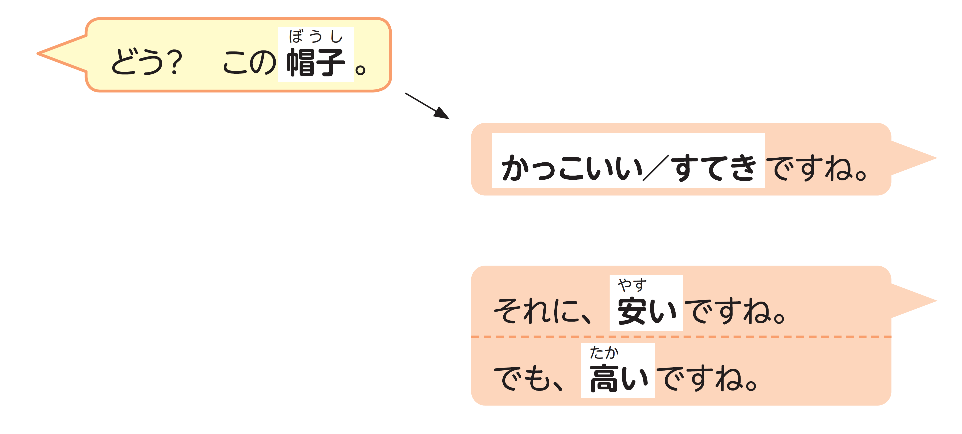 ぼうし
どう？　この帽子。
かっこいい／すてきですね。
やす
それに、安いですね。
たか
でも、高いですね。